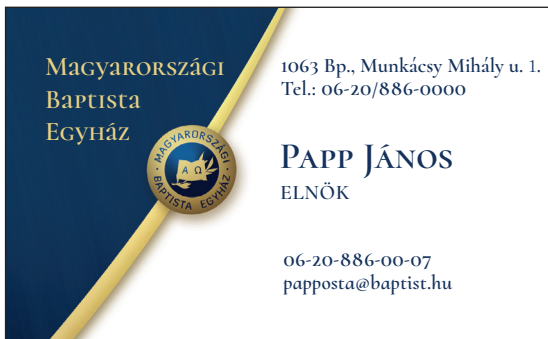 Magyarországi
Baptista
Egyház
MAGYARORSZÁGI
BAPTISTA EGYHÁZ
Α Ω
1063 Bp., Munkácsy Mihály u. 1.
Tel.: 06-20/886-0000
Papp János
ELNÖK
06-20-886-00-07
papposta@baptist.hu